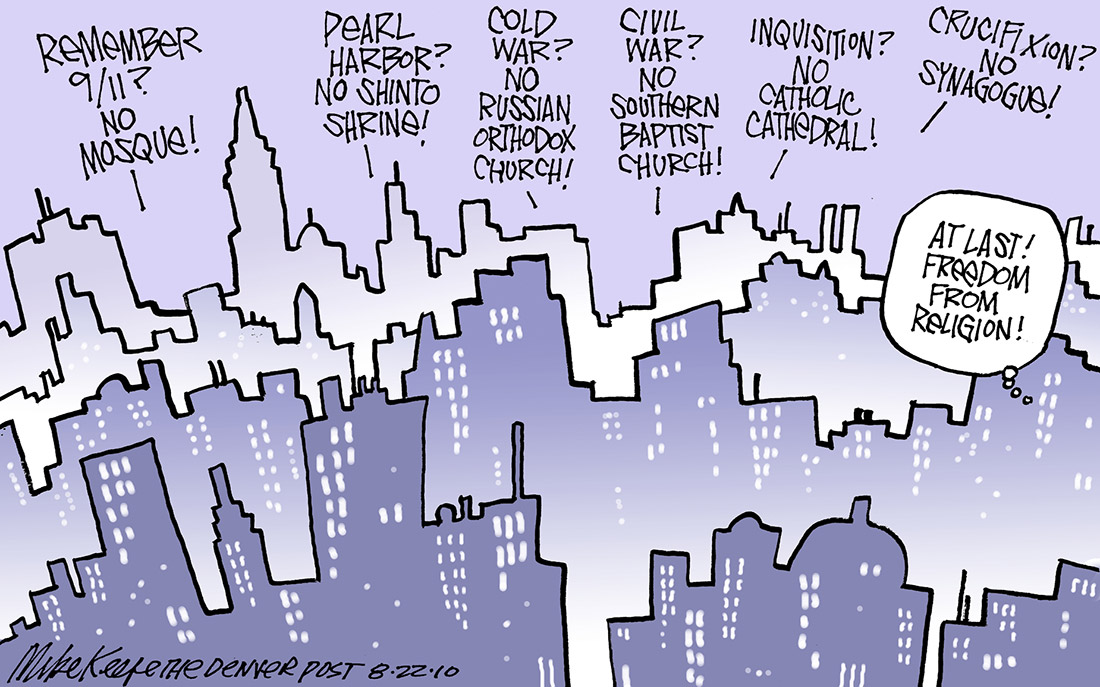 REMEMBER
9/11?
NO
MOSQUE!
PEARL
HARBOR?
NO SHINTO
SHRINE!
COLD
WAR?
NO
RUSSIAN
ORTHODOX
CHURCH!
CIVIL
WAR?
NO
SOUTHERN
BAPTIST
CHURCH!
INQUISITION?
NO
CATHOLIC
CATHEDRAL!
CRUCIFIXION?
NO
SYNAGOGUE!
AT LAST!
FREEDOM
FROM
RELIGION!
Mike Keefe THE DENVER POST 8·22·10